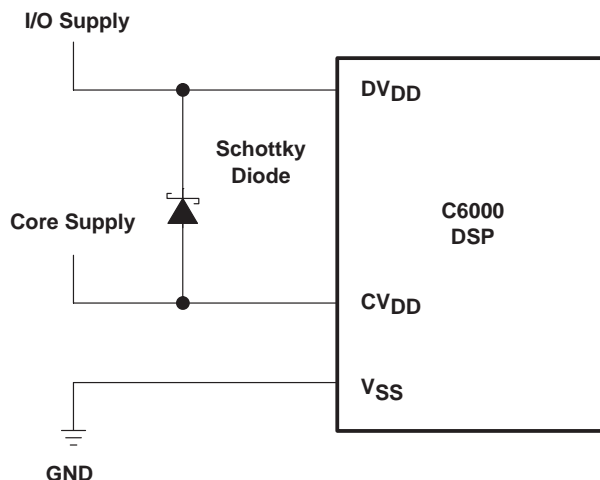 I/O Supply
DVDD
Schottky
Diode
C6000
DSP
Core Supply
CVDD
VSS
GND